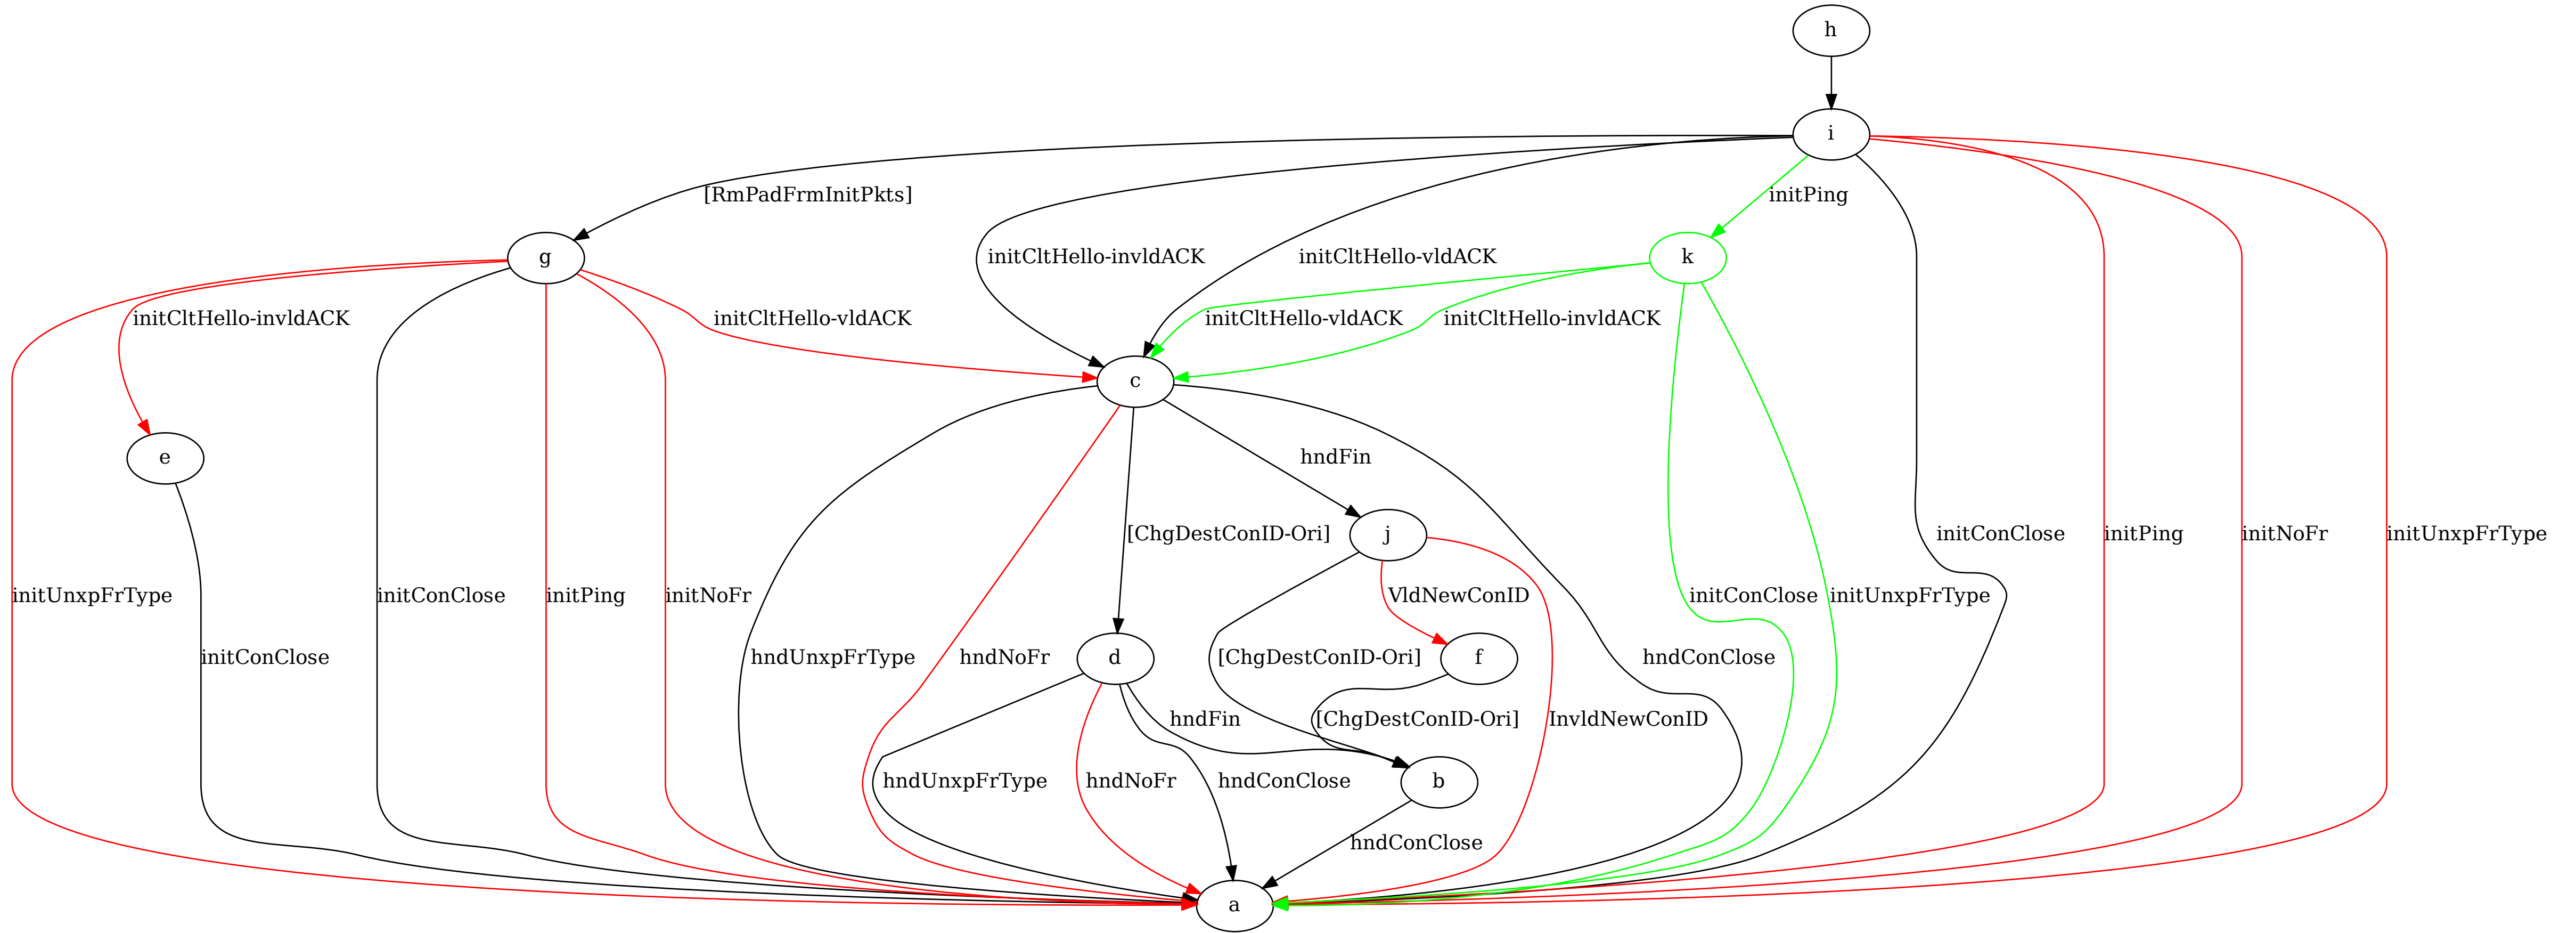 h
i
[RmPadFrmInitPkts]
initPing
g
initCltHello-invldACK
initCltHello-vldACK
k
initCltHello-invldACK
initCltHello-vldACK
initCltHello-vldACK
initCltHello-invldACK
c
e
hndFin
[ChgDestConID-Ori]
j
initConClose
initPing
initNoFr
initUnxpFrType
initUnxpFrType
initConClose
initPing
initNoFr
VldNewConID
initConClose
initUnxpFrType
initConClose
hndUnxpFrType
hndNoFr
d
[ChgDestConID-Ori]
f
hndConClose
hndFin
[ChgDestConID-Ori]
InvldNewConID
hndUnxpFrType
hndNoFr
hndConClose
b
hndConClose
a